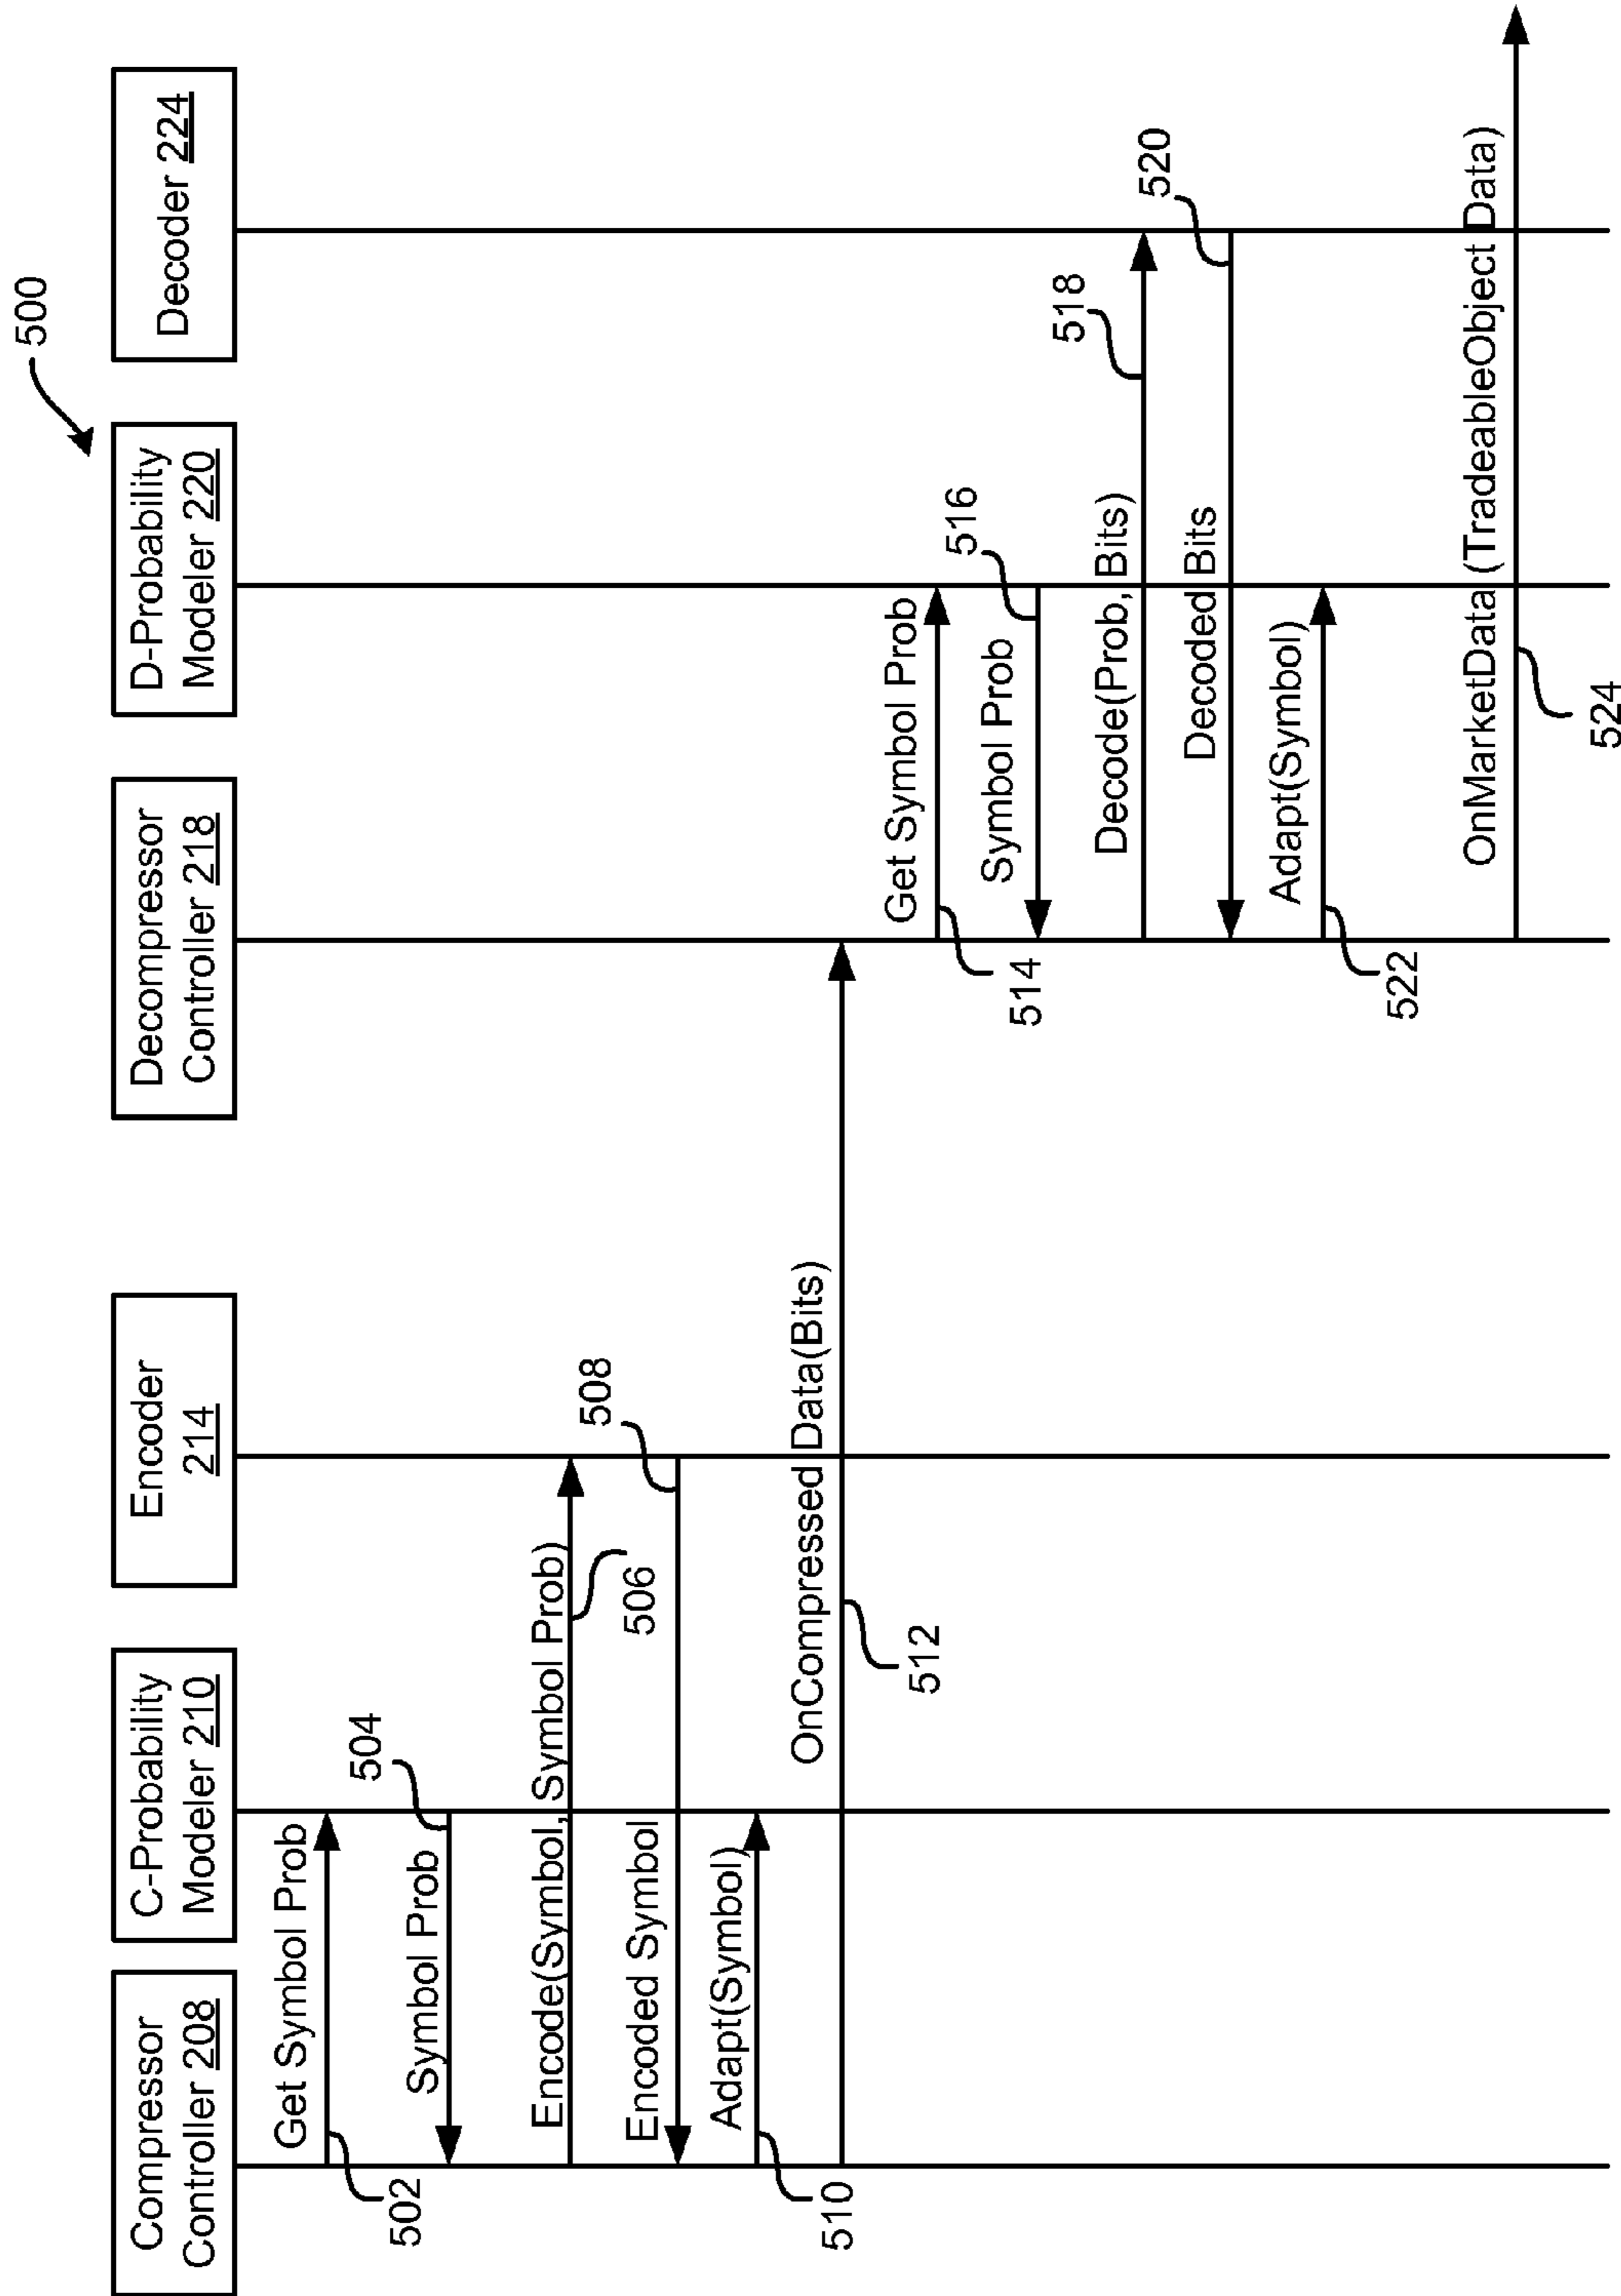 500
Compressor
Controller 208
C-Probability
Modeler 210
Encoder
214
Decompressor
Controller 218
D-Probability
Modeler 220
Decoder 224
Get Symbol Prob
502
504
Symbol Prob
Encode(Symbol, Symbol Prob)
506
508
Encoded Symbol
Adapt(Symbol)
510
OnCompressed Data(Bits)
512
Get Symbol Prob
514
516
Symbol Prob
518
Decode(Prob, Bits)
520
Decoded Bits
Adapt(Symbol)
522
OnMarketData (TradeableObject Data)
524